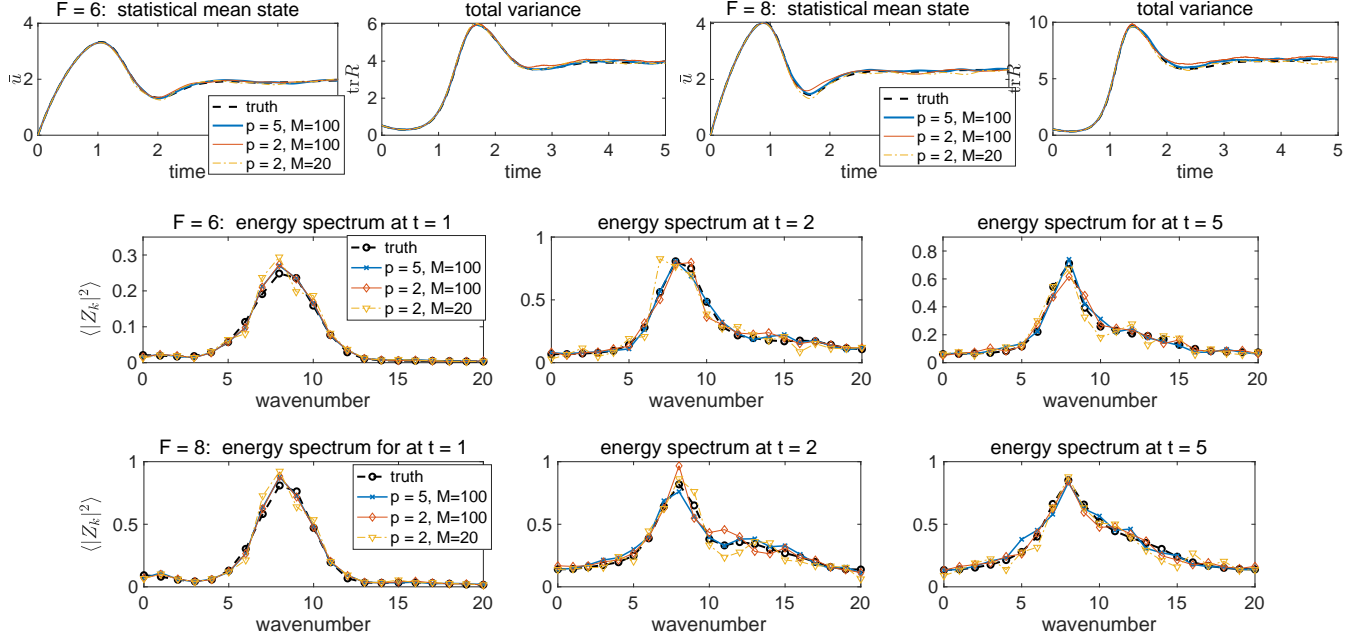 F = 6: statistical mean state
total variance
F = 8: statistical mean state
total variance
ū
4
2
0
0 1 2
time
truth
p = 5, M=100
p = 2, M=100
p = 2, M=20
trR
6
4
2
0
0 1 2 3 4 5
time
ū
4
2
0
0 1 2
time
truth
p = 5, M=100
p = 2, M=100
p = 2, M=20
trR
10
5
0
0 1 2 3 4 5
time
F = 6: energy spectrum at t = 1
⟨|Z_k|²⟩
0.3
0.2
0.1
0
0 5 10 15 20
wavenumber
truth
p = 5, M=100
p = 2, M=100
p = 2, M=20
energy spectrum at t = 2
1
0.5
0
0 5 10 15 20
wavenumber
energy spectrum for at t = 5
0.8
0.6
0.4
0.2
0
0 5 10 15 20
wavenumber
F = 8: energy spectrum for at t = 1
⟨|Z_k|²⟩
1
0.5
0
0 5 10 15 20
wavenumber
truth
p = 5, M=100
p = 2, M=100
p = 2, M=20
energy spectrum at t = 2
1
0.5
0
0 5 10 15 20
wavenumber
energy spectrum at t = 5
1
0.5
0
0 5 10 15 20
wavenumber